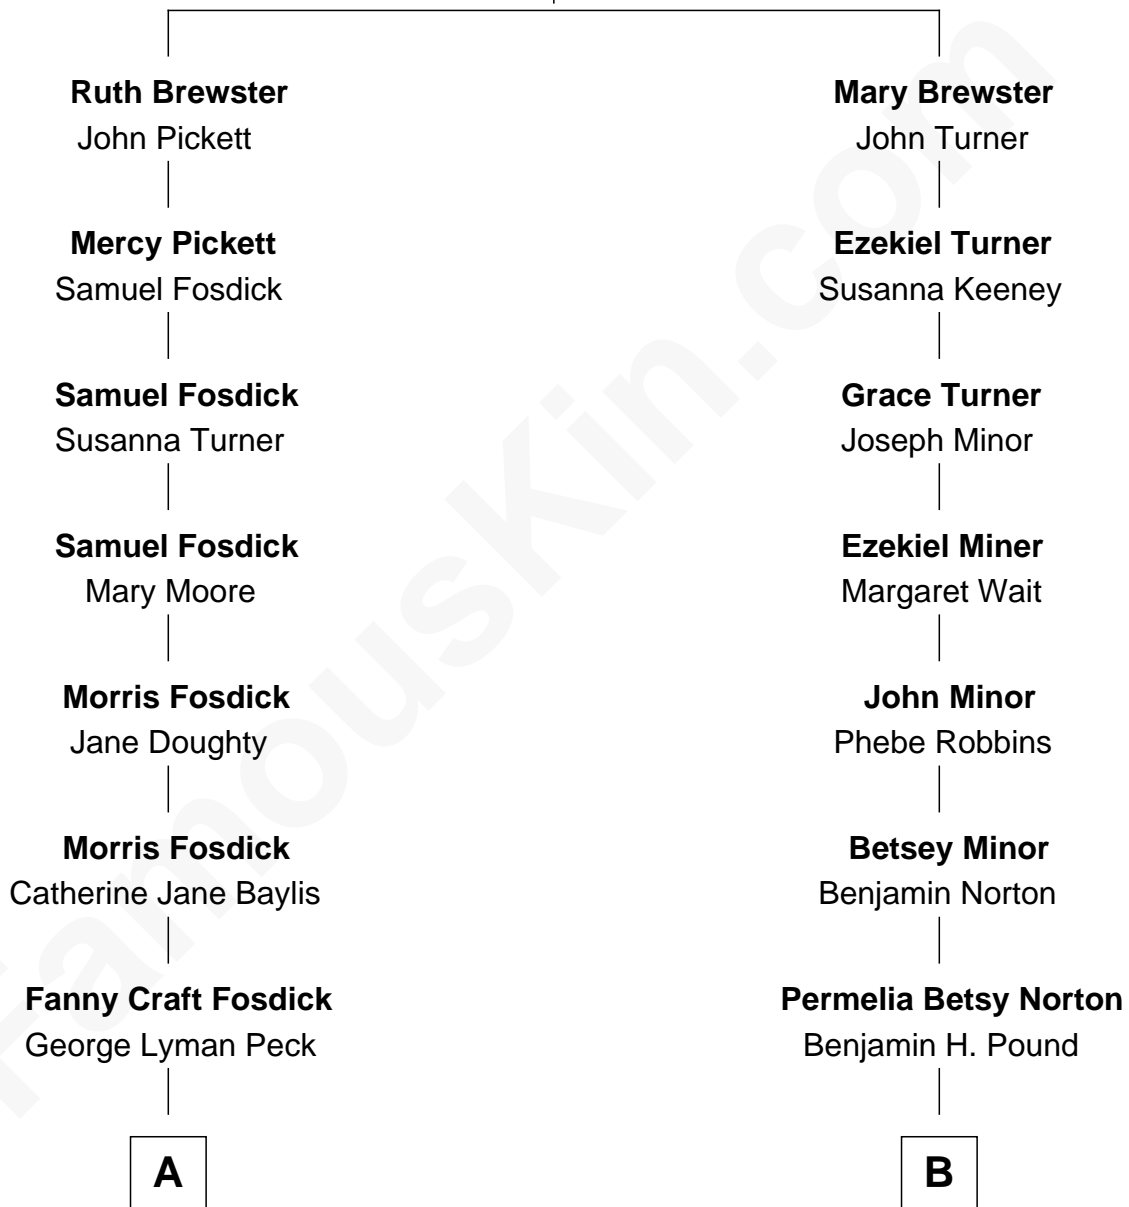 Ruth Brewster
John Pickett
Mary Brewster
John Turner
Mercy Pickett
Samuel Fosdick
Ezekiel Turner
Susanna Keeney
Samuel Fosdick
Susanna Turner
Grace Turner
Joseph Minor
Samuel Fosdick
Mary Moore
Ezekiel Miner
Margaret Wait
Morris Fosdick
Jane Doughty
John Minor
Phebe Robbins
Morris Fosdick
Catherine Jane Baylis
Betsey Minor
Benjamin Norton
Fanny Craft Fosdick
George Lyman Peck
Permelia Betsy Norton
Benjamin H. Pound
A
B
FamousKin.com